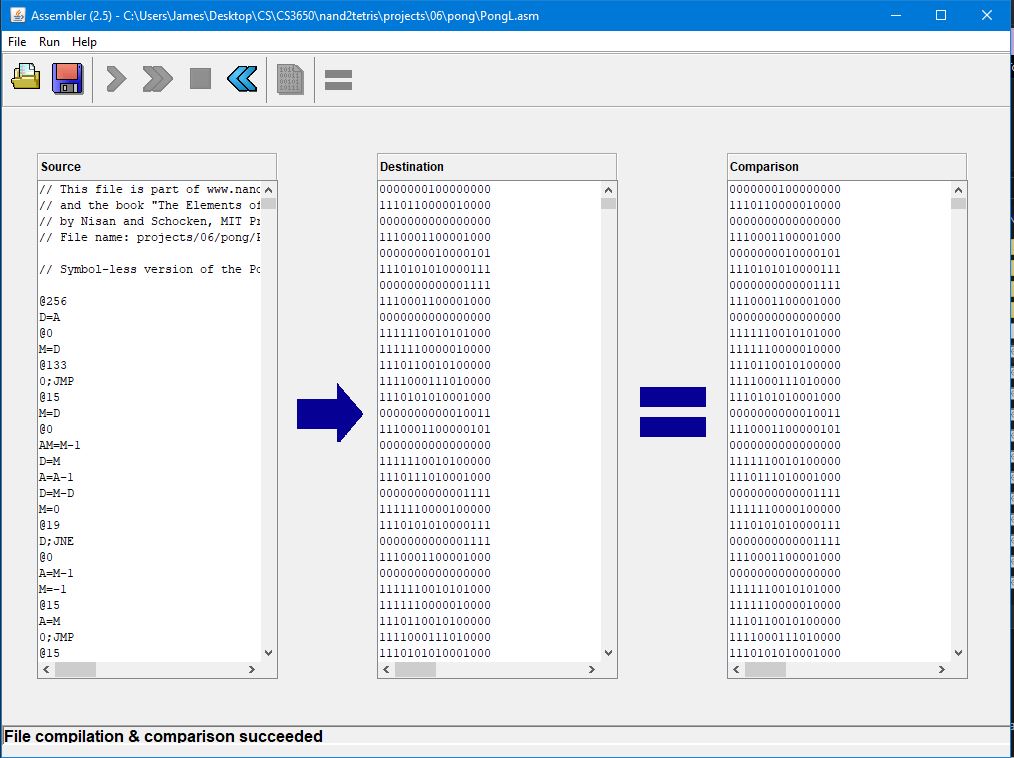 Assembler (2.5) - C:\Users\James\Desktop\CS\CS3650\nand2tetris\projects\06\pong\PongL.asm
File Run Help
Source
// This file is part of www.nand
// and the book "The Elements of
// by Nisan and Schocken, MIT Pr
// File name: projects/06/pong/P
// Symbol-less version of the Po
@256
D=A
@0
M=D
@133
0;JMP
@15
M=D
@0
AM=M-1
D=M
A=A-1
D=M-D
M=0
@19
D;JNE
@0
A=M-1
M=-1
@15
A=M
0;JMP
@15
Destination
0000000100000000
1110110000010000
0000000000000000
1110001100001000
0000000010000101
1110101010000111
0000000000001111
1110001100001000
0000000000000000
1111110010101000
1111110000010000
1110110010100000
1111000111010000
1110101010001000
0000000000010011
1110001100000101
0000000000000000
1111110010100000
1110111010001000
0000000000001111
1111110000100000
1110101010000111
0000000000001111
1110001100001000
0000000000000000
1111110010101000
1111110000010000
1110110010100000
1111000111010000
1110101010001000
Comparison
0000000100000000
1110110000010000
0000000000000000
1110001100001000
0000000010000101
1110101010000111
0000000000001111
1110001100001000
0000000000000000
1111110010101000
1111110000010000
1110110010100000
1111000111010000
1110101010001000
0000000000010011
1110001100000101
0000000000000000
1111110010100000
1110111010001000
0000000000001111
1111110000100000
1110101010000111
0000000000001111
1110001100001000
0000000000000000
1111110010101000
1111110000010000
1110110010100000
1111000111010000
1110101010001000
File compilation & comparison succeeded